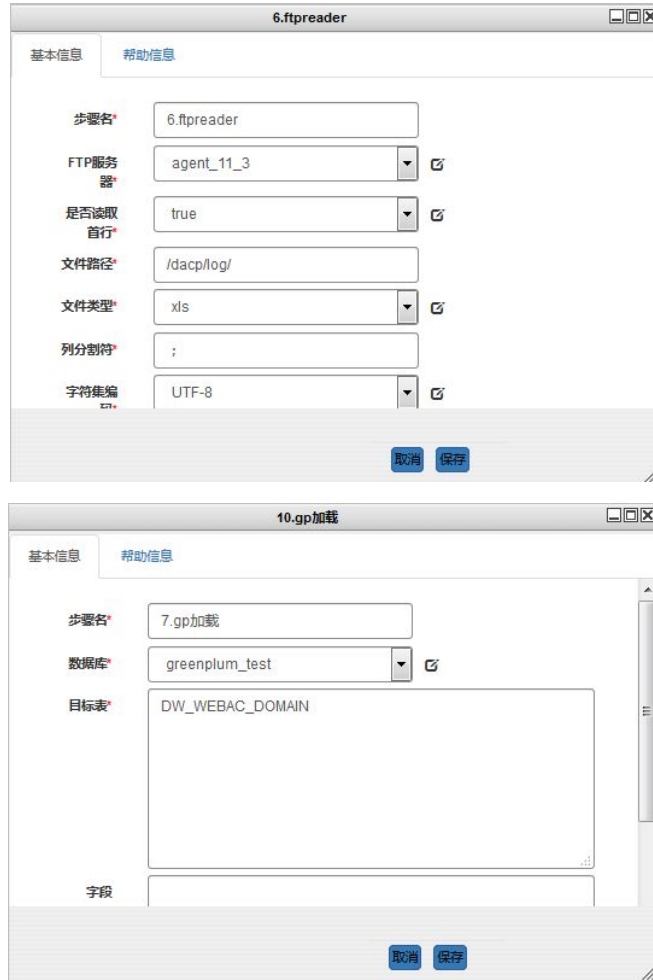 6.ftpreader
基本信息 帮助信息
步骤名* 6.ftpreader
FTP服务
器* agent_11_3
是否读取
首行* true
文件路径* /dacp/log/
文件类型* xls
列分割符* ;
字符集编
码* UTF-8
取消 保存
10.gp加载
基本信息 帮助信息
步骤名* 7.gp加载
数据库* greenplum_test
目标表* DW_WEBAC_DOMAIN
字段
取消 保存